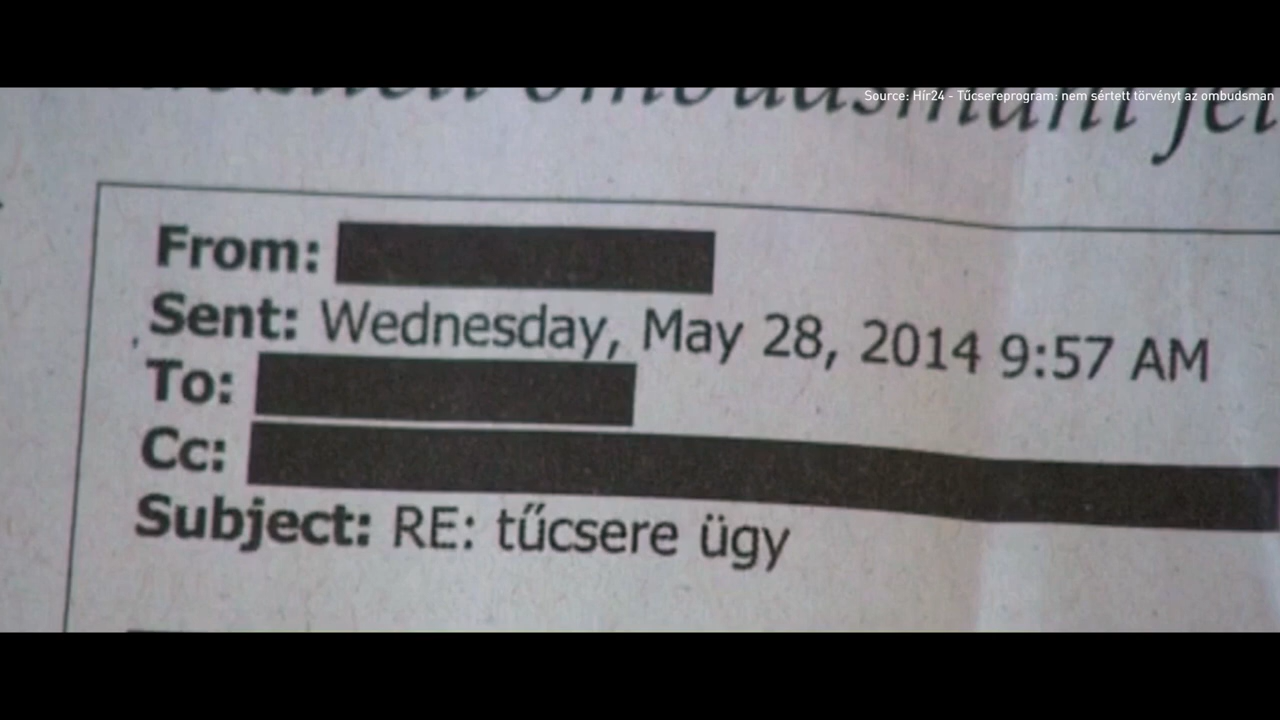 Source: Hír24 - Tűcsereprogram: nem sértett törvényt az ombudsman
From:
Sent: Wednesday, May 28, 2014 9:57 AM
To:
Cc:
Subject: RE: tűcsere ügy